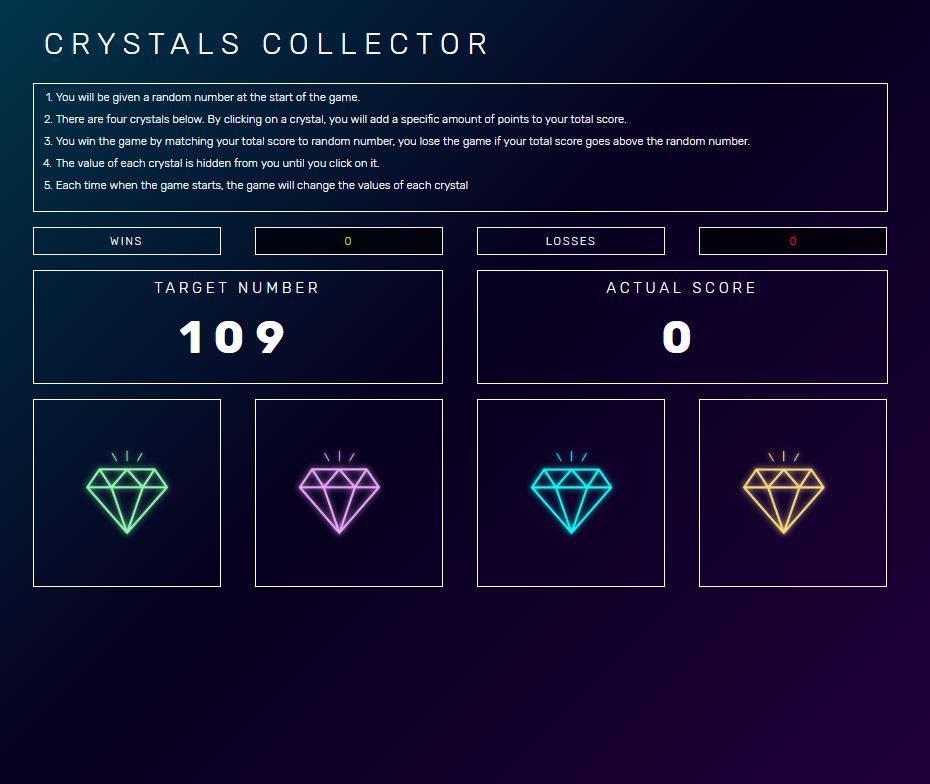 CRYSTALS COLLECTOR
1. You will be given a random number at the start of the game.
2. There are four crystals below. By clicking on a crystal, you will add a specific amount of points to your total score.
3. You win the game by matching your total score to random number, you lose the game if your total score goes above the random number.
4. The value of each crystal is hidden from you until you click on it.
5. Each time when the game starts, the game will change the values of each crystal
WINS
0
LOSSES
0
TARGET NUMBER
109
ACTUAL SCORE
0